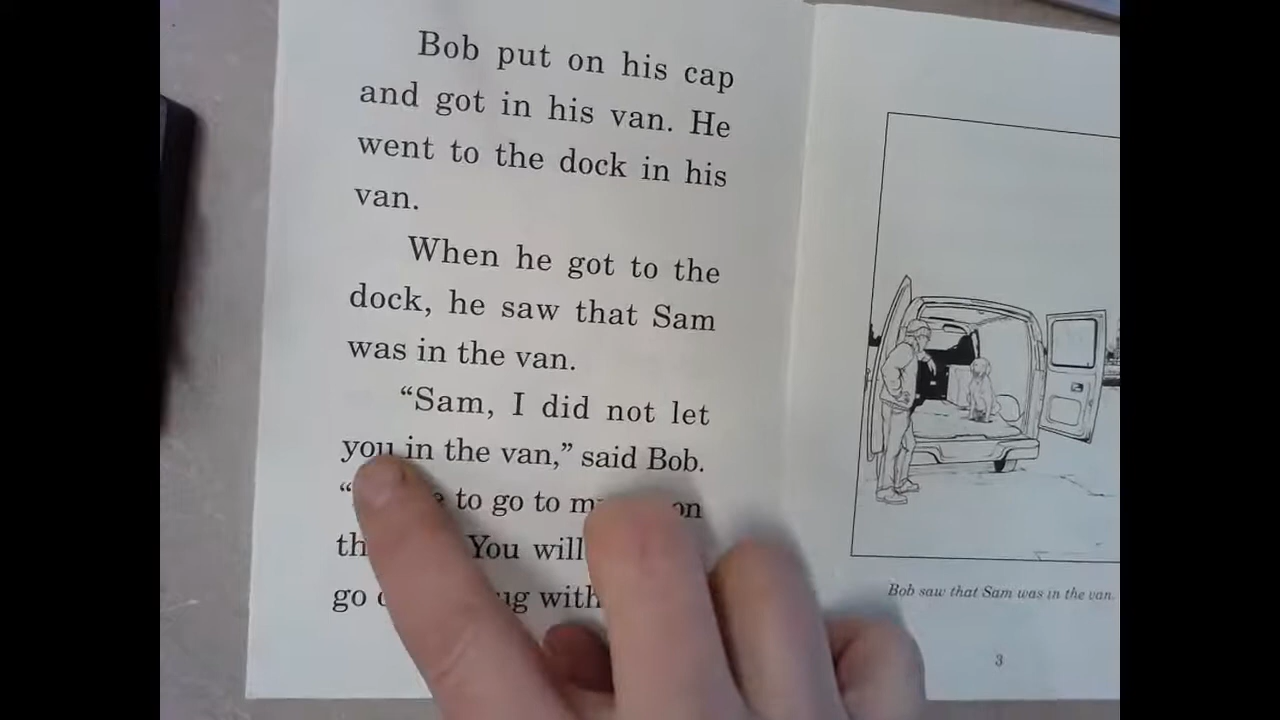 Bob put on his cap
and got in his van. He
went to the dock in his
van.
When he got to the
dock, he saw that Sam
was in the van.
“Sam, I did not let
you in the van,” said Bob.
to go to on
You will
go with
Bob saw that Sam was in the van.
3